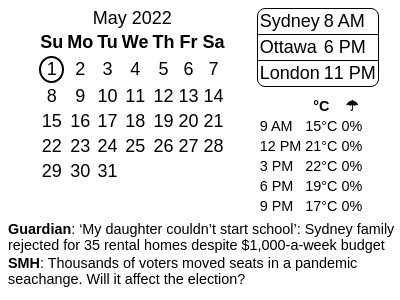 May 2022
Su Mo Tu We Th Fr Sa
1 2 3 4 5 6 7
8 9 10 11 12 13 14
15 16 17 18 19 20 21
22 23 24 25 26 27 28
29 30 31
Sydney 8 AM
Ottawa 6 PM
London 11 PM
°C ☂
9 AM 15°C 0%
12 PM 21°C 0%
3 PM 22°C 0%
6 PM 19°C 0%
9 PM 17°C 0%
Guardian: ‘My daughter couldn’t start school’: Sydney family
rejected for 35 rental homes despite $1,000-a-week budget
SMH: Thousands of voters moved seats in a pandemic
seachange. Will it affect the election?